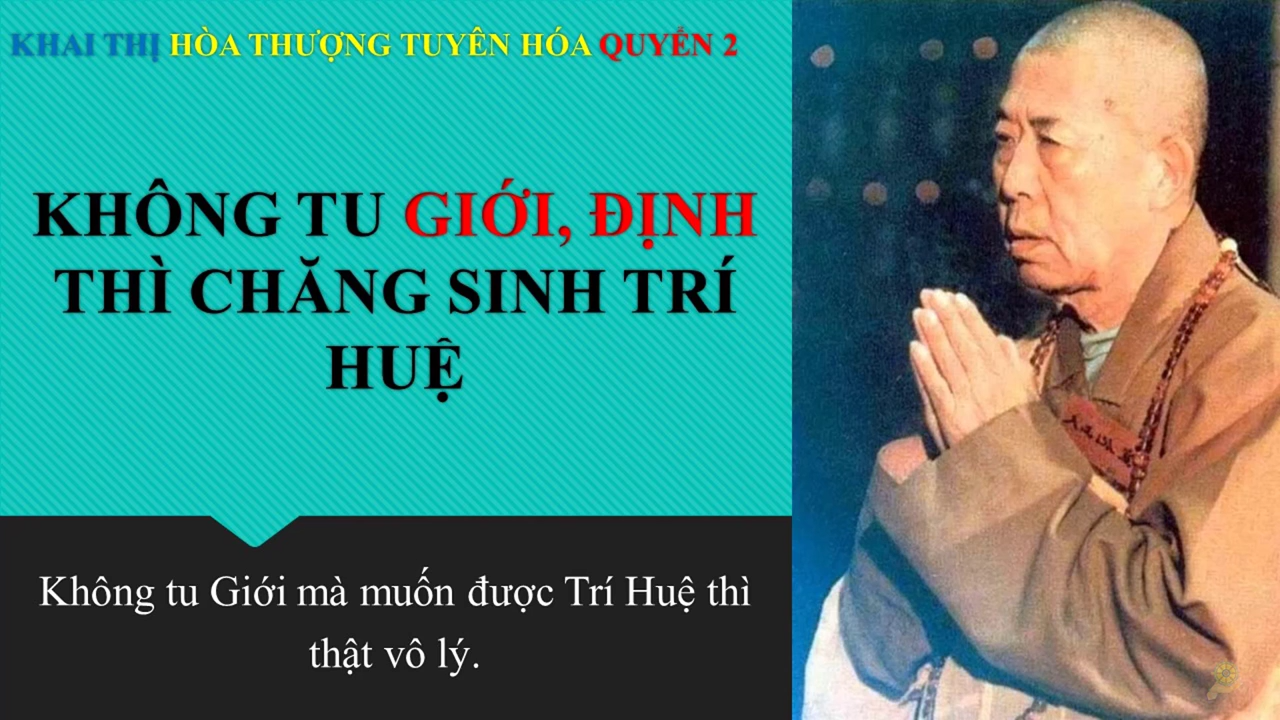 KHAI THỊ HÒA THƯỢNG TUYÊN HÓA QUYỂN 2
KHÔNG TU GIỚI, ĐỊNH
THÌ CHĂNG SINH TRÍ
HUỆ
Không tu Giới mà muốn được Trí Huệ thì
thật vô lý.